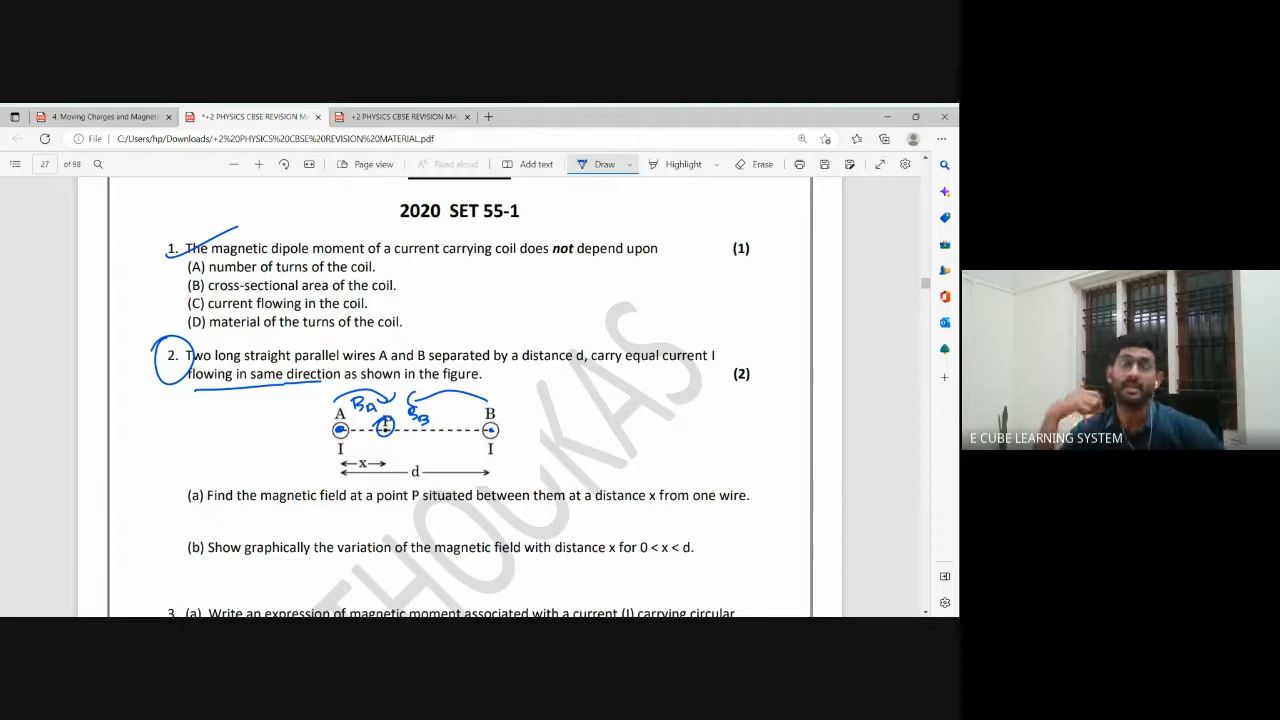 4. Moving Charges and Magnet
*+2 PHYSICS CBSE REVISION M
+2 PHYSICS CBSE REVISION MA
File
C:/Users/hp/Downloads/+2%20PHYSICS%20CBSE%20REVISION%20MATERIAL.pdf
27 of 98
Page view
Read aloud
Add text
Draw
Highlight
Erase
2020 SET 55-1
1. The magnetic dipole moment of a current carrying coil does not depend upon (1)
(A) number of turns of the coil.
(B) cross-sectional area of the coil.
(C) current flowing in the coil.
(D) material of the turns of the coil.
2. Two long straight parallel wires A and B separated by a distance d, carry equal current I
flowing in same direction as shown in the figure. (2)
BA BB
A P B
I I
x
d
(a) Find the magnetic field at a point P situated between them at a distance x from one wire.
(b) Show graphically the variation of the magnetic field with distance x for 0 < x < d.
3. (a). Write an expression of magnetic moment associated with a current (I) carrying circular
THOUKAS
E CUBE LEARNING SYSTEM